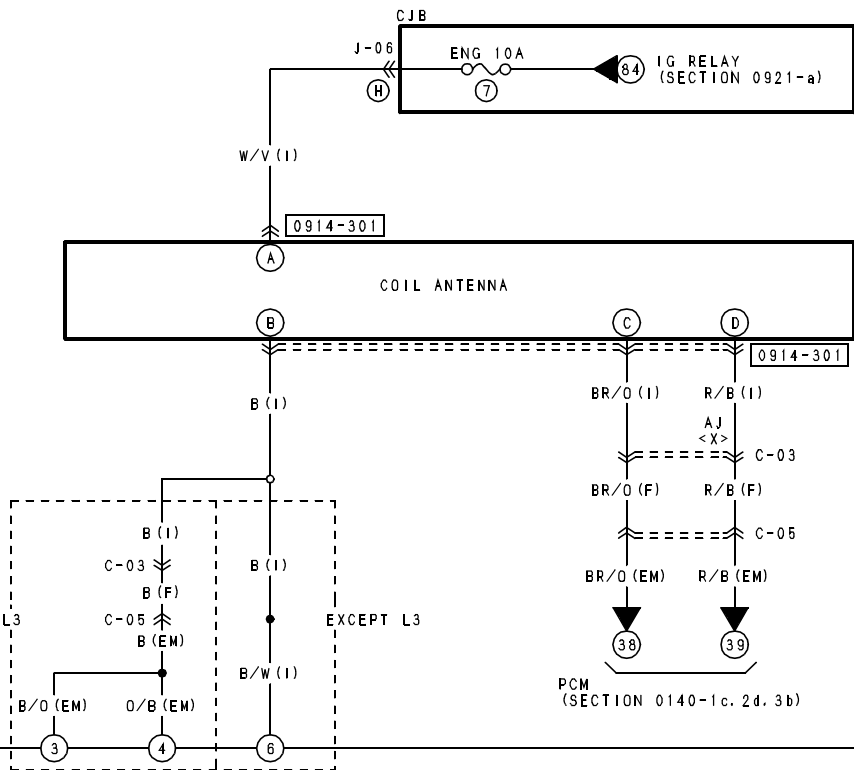 CJB
J-06
ENG 10A
84
IG RELAY
(SECTION 0921-a)
H
7
W/V(I)
0914-301
A
COIL ANTENNA
B
C
D
0914-301
B(I)
BR/O(I)
R/B(I)
AJ
<X>
C-03
BR/O(F)
R/B(F)
B(I)
C-05
C-03
B(I)
BR/O(EM)
R/B(EM)
B(F)
L3
C-05
EXCEPT L3
B(EM)
38
39
B/W(I)
PCM
(SECTION 0140-1c.2d.3b)
B/O(EM)
O/B(EM)
3
4
6